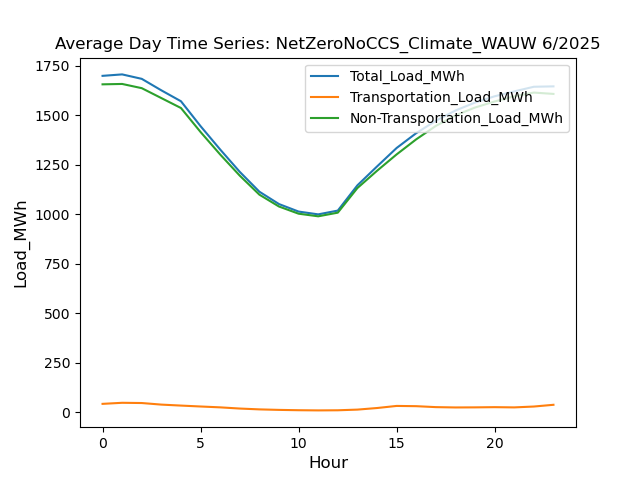 Average Day Time Series: NetZeroNoCCS_Climate_WAUW 6/2025
Total_Load_MWh
Transportation_Load_MWh
Non-Transportation_Load_MWh
1750
1500
1250
1000
750
500
250
0
Load_MWh
0 5 10 15 20
Hour